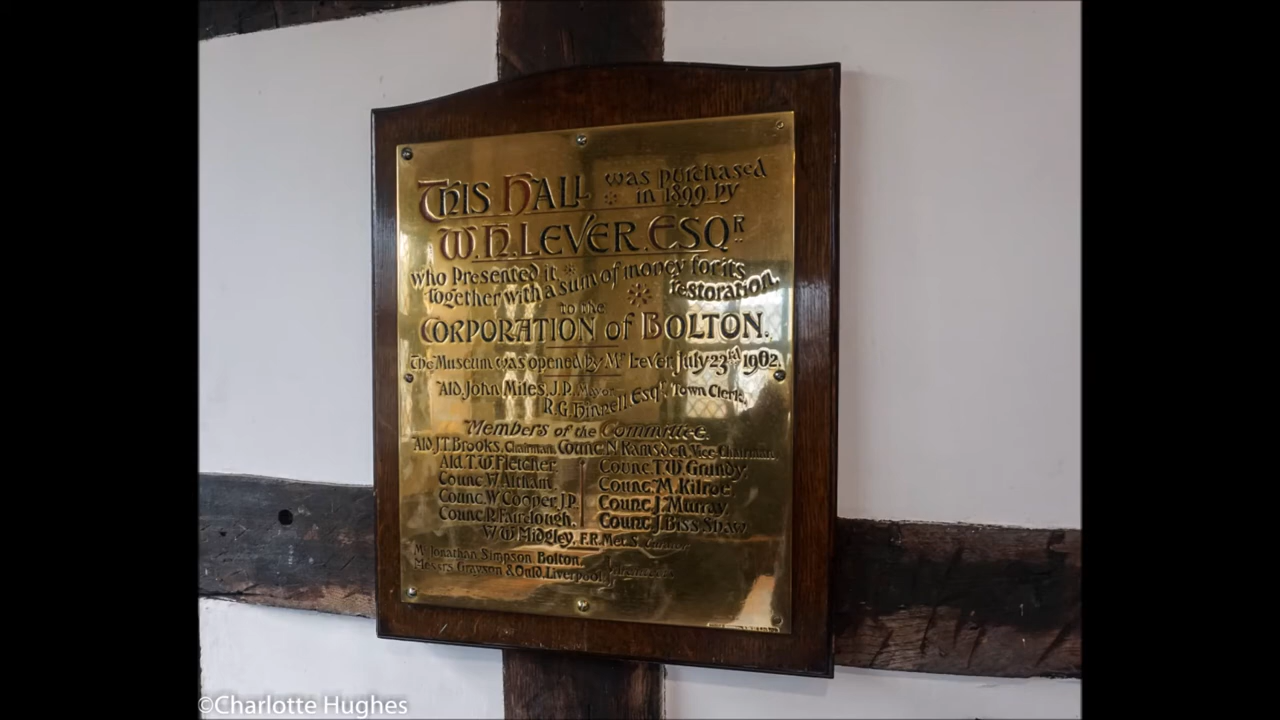 THIS HALL was purchased
in 1899 by
W. H. LEVER. ESQR
who Presented it
together with a sum of money for its
restoration,
to the
CORPORATION of BOLTON.
The Museum was opened by Mr Lever July 23rd 1902.
Ald. John Miles, J.P. Mayor.
R.G. Hinnell Esqr. Town Clerk.
Members of the Committee.
Ald J.T. Brooks, Chairman. Counc. N. Ramsden, Vice-Chairman
Ald. T.W. Fletcher. Counc. T.W. Grundy.
Counc. W. Counc. M. Kilroe.
Counc. W. Cooper, J.P. Counc. J. Murray.
Counc. R. Fairclough. Counc. J. Biss. Shaw.
W.W. Midgley, F.R. Met. S. Curator.
Mr Jonathan Simpson, Bolton.
Messrs Grayson & Ould, Liverpool
©Charlotte Hughes